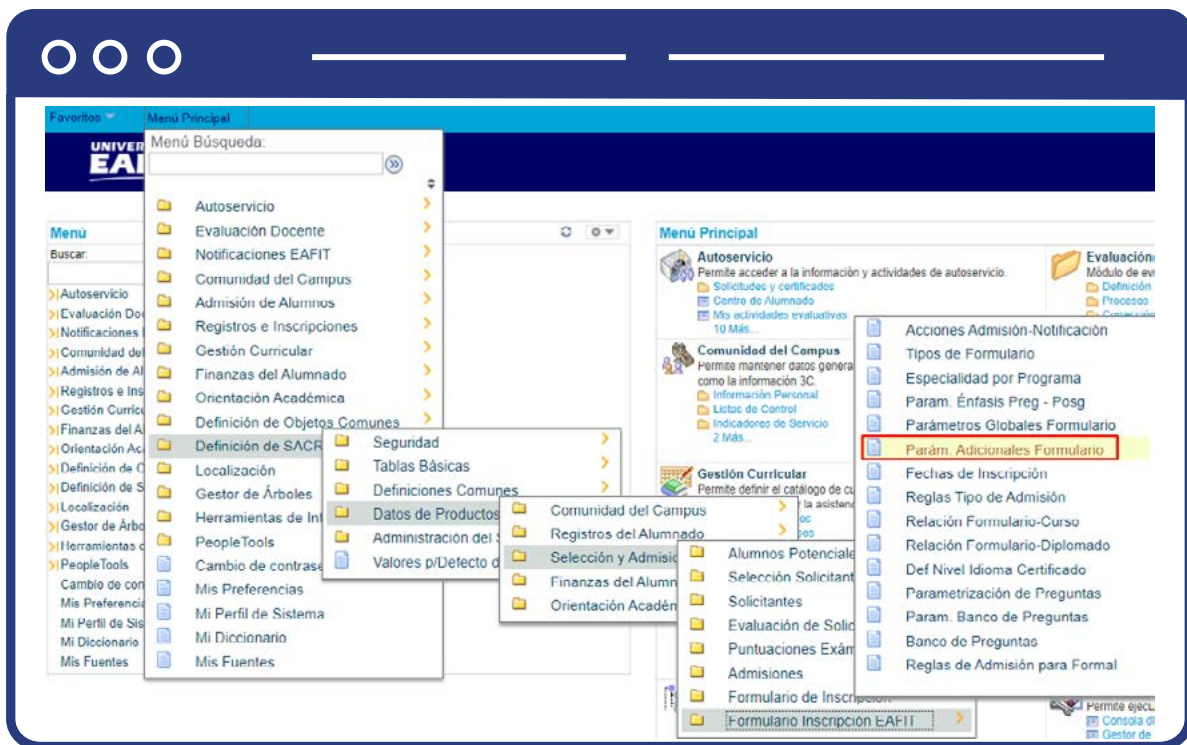 Favoritos
Menú Principal
UNIVER
EAI
Menú Búsqueda:
Autoservicio
Evaluación Docente
Notificaciones EAFIT
Comunidad del Campus
Admisión de Alumnos
Registros e Inscripciones
Gestión Curricular
Finanzas del Alumnado
Orientación Académica
Definición de Objetos Comunes
Definición de SACR
Localización
Gestor de Árboles
Herramientas de Int
PeopleTools
Cambio de contrase
Mis Preferencias
Mi Perfil de Sistema
Mi Diccionario
Mis Fuentes
Menú
Buscar:
Autoservicio
Evaluación Do
Notificaciones
Comunidad del
Admisión de Al
Registros e Ins
Gestión Curricu
Finanzas del A
Orientación Ac
Definición de O
Definición de S
Localización
Gestor de Árbo
Herramientas d
PeopleTools
Cambio de con
Mis Preferencia
Mi Perfil de Sis
Mi Diccionario
Mis Fuentes
Seguridad
Tablas Básicas
Definiciones Comunes
Datos de Productos
Administración del S
Valores p/Defecto d
Comunidad del Campus
Registros del Alumnado
Selección y Admisió
Finanzas del Alumn
Orientación Acadén
Alumnos Potenciale
Selección Solicitant
Solicitantes
Evaluación de Solic
Puntuaciones Exám
Admisiones
Formulario de Inscripción
Formulario Inscripción EAFIT
Menú Principal
Autoservicio
Permite acceder a la información y actividades de autoservicio.
Solicitudes y certificados
Centro de Alumnado
Mis actividades evaluativas
10 Más...
Comunidad del Campus
Permite mantener datos genera
como la información 3C.
Información Personal
Listas de Control
Indicadores de Servicio
2 Más...
Gestión Curricular
Permite definir el catálogo de cu
la asistenc
Evaluación
Módulo de ev
Definición
Procesos
Acciones Admisión-Notificación
Tipos de Formulario
Especialidad por Programa
Param. Énfasis Preg - Posg
Parámetros Globales Formulario
Parám. Adicionales Formulario
Fechas de Inscripción
Reglas Tipo de Admisión
Relación Formulario-Curso
Relación Formulario-Diplomado
Def Nivel Idioma Certificado
Parametrización de Preguntas
Param. Banco de Preguntas
Banco de Preguntas
Reglas de Admisión para Formal
Permite ejecu
Consola d
Gestor de